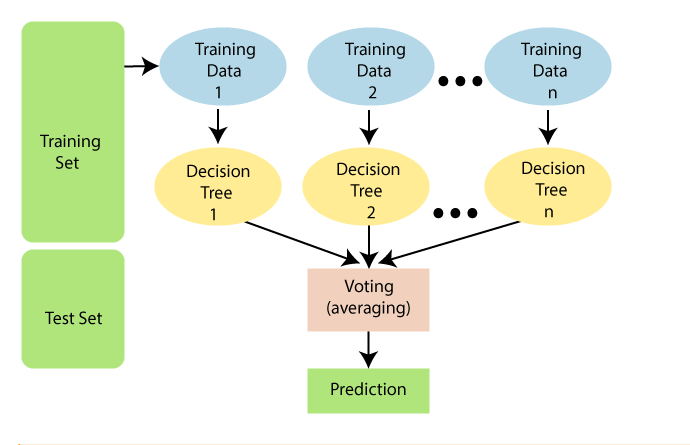 Training
Set
Training
Data
1
Training
Data
2
Training
Data
n
Decision
Tree
1
Decision
Tree
2
Decision
Tree
n
Test Set
Voting
(averaging)
Prediction